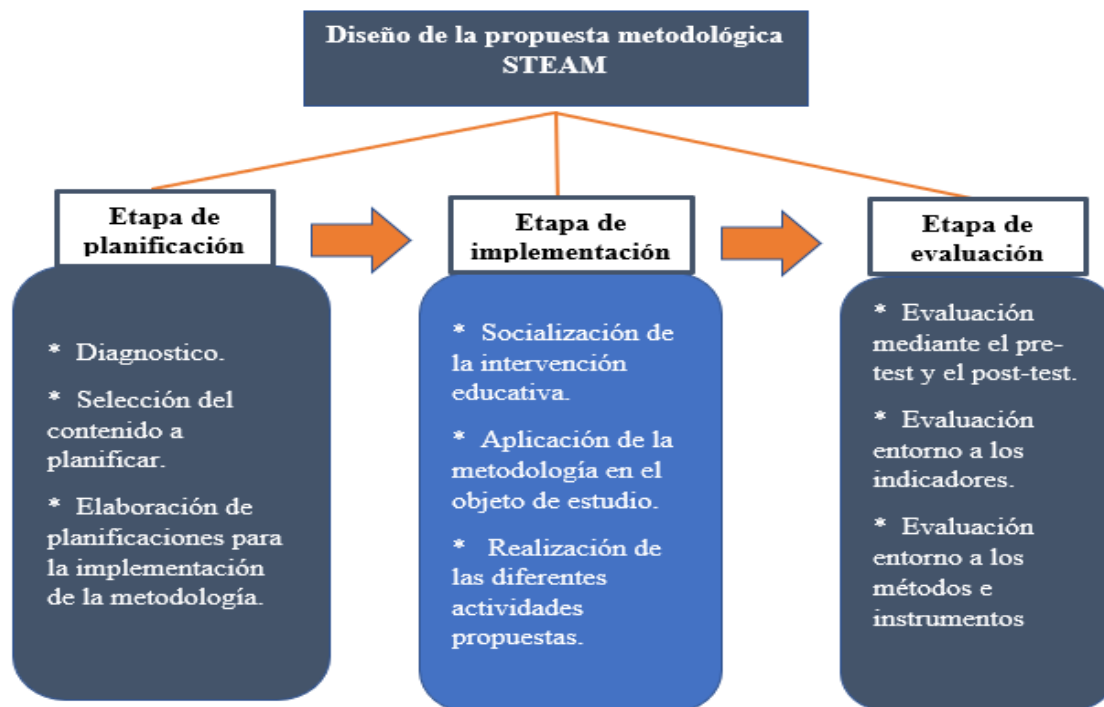 Diseño de la propuesta metodológica
STEAM
Etapa de
planificación
* Diagnostico.
* Selección del
contenido a
planificar.
* Elaboración de
planificaciones para
la implementación
de la metodología.
Etapa de
implementación
* Socialización de
la intervención
educativa.
* Aplicación de la
metodología en el
objeto de estudio.
* Realización de
las diferentes
actividades
propuestas.
Etapa de
evaluación
* Evaluación
mediante el pre-
test y el post-test.
* Evaluación
entorno a los
indicadores.
* Evaluación
entorno a los
métodos e
instrumentos